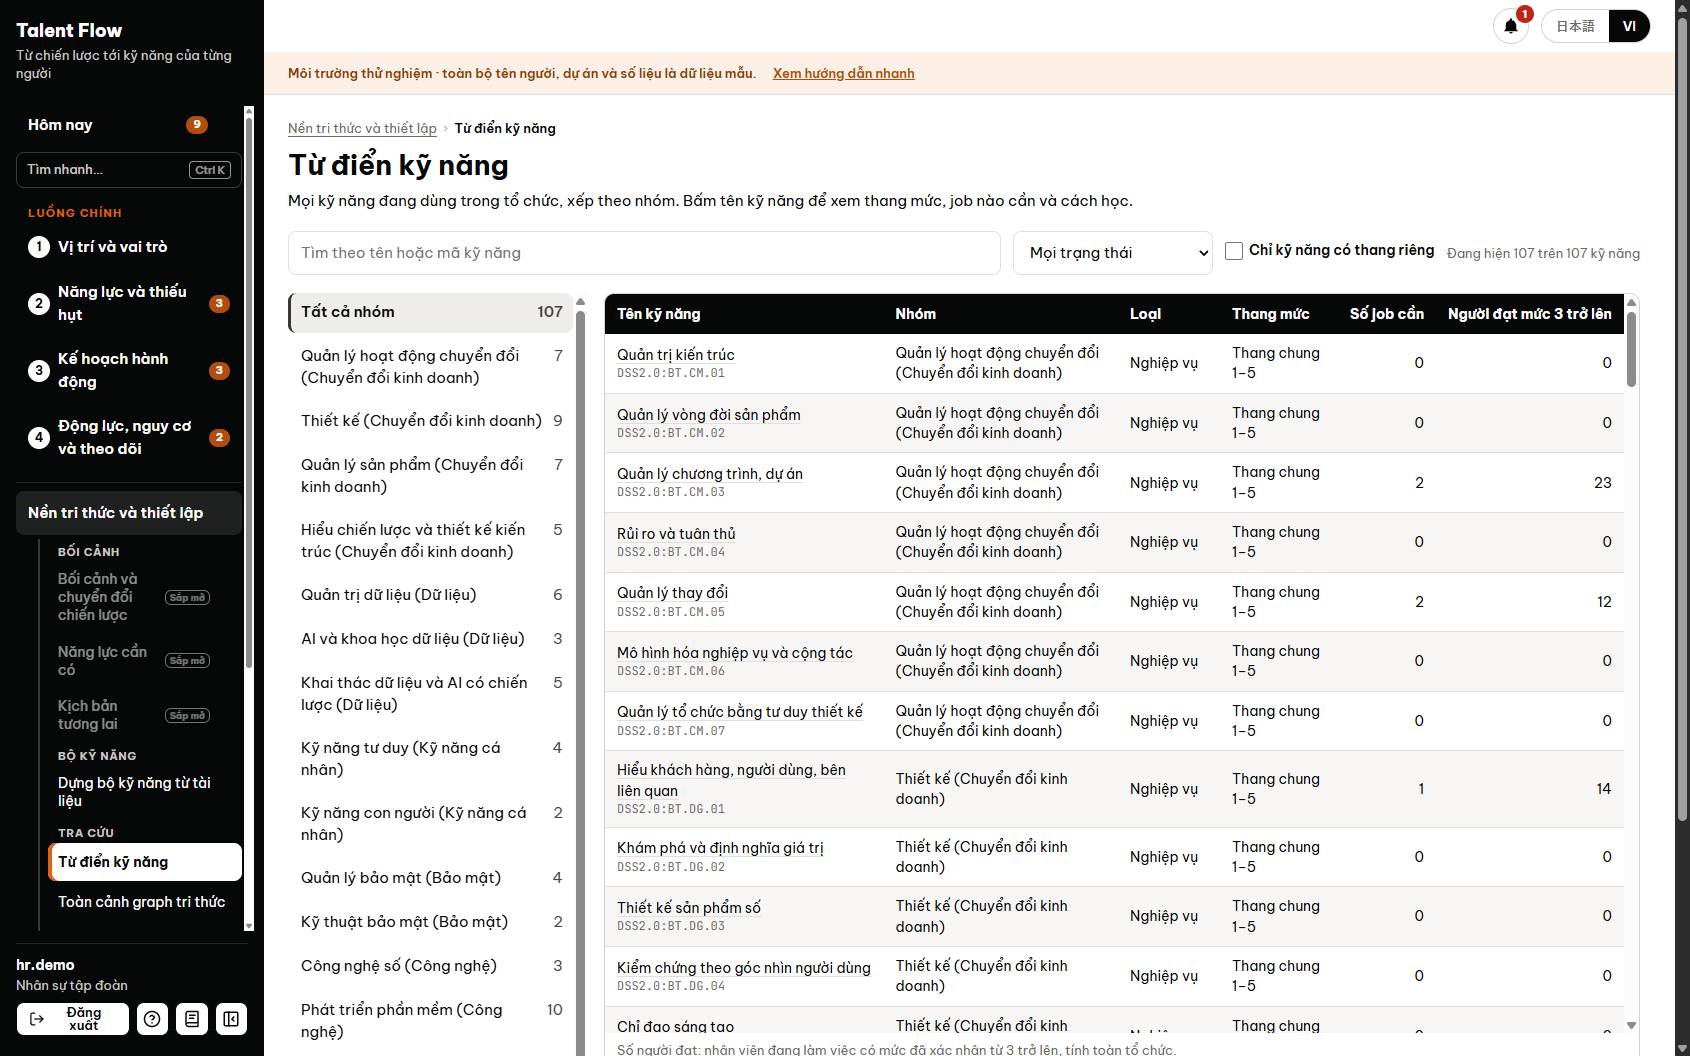 Talent Flow
Từ chiến lược tới kỹ năng của từng
người
Hôm nay 9
Tìm nhanh... Ctrl K
LUỒNG CHÍNH
1 Vị trí và vai trò
2 Năng lực và thiếu
hụt 3
3 Kế hoạch hành
động 3
4 Động lực, nguy cơ
và theo dõi 2
Nền tri thức và thiết lập
BỐI CẢNH
Bối cảnh và
chuyển đổi
chiến lược Sắp mở
Năng lực cần
có Sắp mở
Kịch bản
tương lai Sắp mở
BỘ KỸ NĂNG
Dựng bộ kỹ năng từ tài
liệu
TRA CỨU
Từ điển kỹ năng
Toàn cảnh graph tri thức
hr.demo
Nhân sự tập đoàn
Đăng
xuất
1
日本語 VI
Môi trường thử nghiệm · toàn bộ tên người, dự án và số liệu là dữ liệu mẫu. Xem hướng dẫn nhanh
Nền tri thức và thiết lập › Từ điển kỹ năng
Từ điển kỹ năng
Mọi kỹ năng đang dùng trong tổ chức, xếp theo nhóm. Bấm tên kỹ năng để xem thang mức, job nào cần và cách học.
Tìm theo tên hoặc mã kỹ năng
Mọi trạng thái
Chỉ kỹ năng có thang riêng
Đang hiện 107 trên 107 kỹ năng
Tất cả nhóm 107
Quản lý hoạt động chuyển đổi 7
(Chuyển đổi kinh doanh)
Thiết kế (Chuyển đổi kinh doanh) 9
Quản lý sản phẩm (Chuyển đổi 7
kinh doanh)
Hiểu chiến lược và thiết kế kiến 5
trúc (Chuyển đổi kinh doanh)
Quản trị dữ liệu (Dữ liệu) 6
AI và khoa học dữ liệu (Dữ liệu) 3
Khai thác dữ liệu và AI có chiến 5
lược (Dữ liệu)
Kỹ năng tư duy (Kỹ năng cá 4
nhân)
Kỹ năng con người (Kỹ năng cá 2
nhân)
Quản lý bảo mật (Bảo mật) 4
Kỹ thuật bảo mật (Bảo mật) 2
Công nghệ số (Công nghệ) 3
Phát triển phần mềm (Công 10
nghệ)
Tên kỹ năng Nhóm Loại Thang mức Số job cần Người đạt mức 3 trở lên
Quản trị kiến trúc
DSS2.0:BT.CM.01
Quản lý hoạt động chuyển đổi
(Chuyển đổi kinh doanh)
Nghiệp vụ
Thang chung
1–5
0 0
Quản lý vòng đời sản phẩm
DSS2.0:BT.CM.02
Quản lý hoạt động chuyển đổi
(Chuyển đổi kinh doanh)
Nghiệp vụ
Thang chung
1–5
0 0
Quản lý chương trình, dự án
DSS2.0:BT.CM.03
Quản lý hoạt động chuyển đổi
(Chuyển đổi kinh doanh)
Nghiệp vụ
Thang chung
1–5
2 23
Rủi ro và tuân thủ
DSS2.0:BT.CM.04
Quản lý hoạt động chuyển đổi
(Chuyển đổi kinh doanh)
Nghiệp vụ
Thang chung
1–5
0 0
Quản lý thay đổi
DSS2.0:BT.CM.05
Quản lý hoạt động chuyển đổi
(Chuyển đổi kinh doanh)
Nghiệp vụ
Thang chung
1–5
2 12
Mô hình hóa nghiệp vụ và cộng tác
DSS2.0:BT.CM.06
Quản lý hoạt động chuyển đổi
(Chuyển đổi kinh doanh)
Nghiệp vụ
Thang chung
1–5
0 0
Quản lý tổ chức bằng tư duy thiết kế
DSS2.0:BT.CM.07
Quản lý hoạt động chuyển đổi
(Chuyển đổi kinh doanh)
Nghiệp vụ
Thang chung
1–5
0 0
Hiểu khách hàng, người dùng, bên
liên quan
DSS2.0:BT.DG.01
Thiết kế (Chuyển đổi kinh
doanh)
Nghiệp vụ
Thang chung
1–5
1 14
Khám phá và định nghĩa giá trị
DSS2.0:BT.DG.02
Thiết kế (Chuyển đổi kinh
doanh)
Nghiệp vụ
Thang chung
1–5
0 0
Thiết kế sản phẩm số
DSS2.0:BT.DG.03
Thiết kế (Chuyển đổi kinh
doanh)
Nghiệp vụ
Thang chung
1–5
0 0
Kiểm chứng theo góc nhìn người dùng
DSS2.0:BT.DG.04
Thiết kế (Chuyển đổi kinh
doanh)
Nghiệp vụ
Thang chung
1–5
0 0
Chỉ đạo sáng tạo
Thiết kế (Chuyển đổi kinh
Thang chung
Số người đạt: nhân viên đang làm việc có mức đã xác nhận từ 3 trở lên, tính toàn tổ chức.